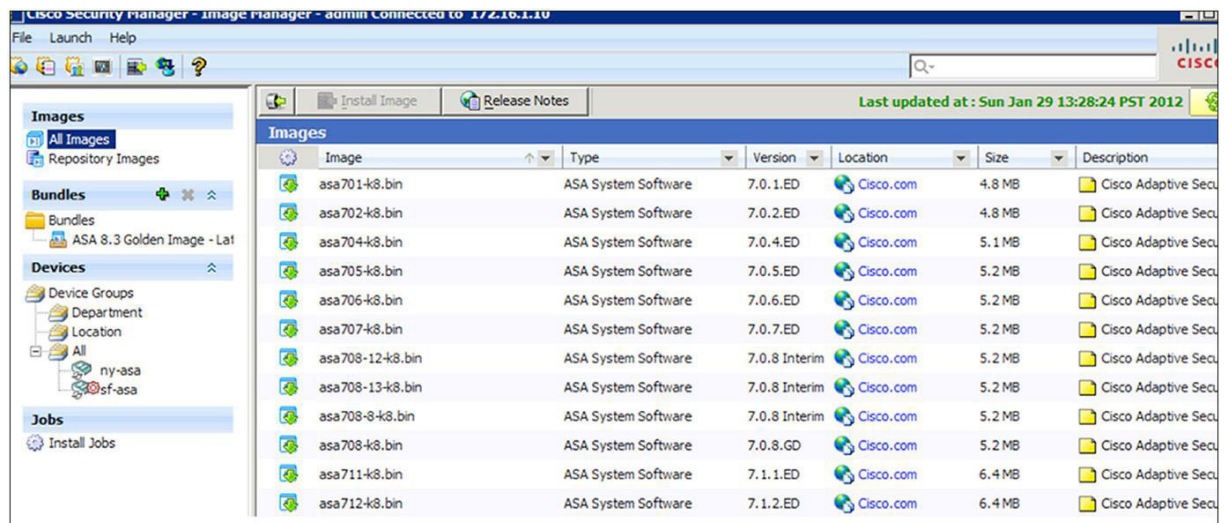 Cisco Security Manager - Image Manager - admin Connected to 172.16.1.10
File Launch Help
CISCO
Images
All Images
Repository Images
Bundles
Bundles
ASA 8.3 Golden Image - Lat
Devices
Device Groups
Department
Location
All
ny-asa
sf-asa
Jobs
Install Jobs
Install Image Release Notes Last updated at : Sun Jan 29 13:28:24 PST 2012
Images
Image Type Version Location Size Description
asa701-k8.bin ASA System Software 7.0.1.ED Cisco.com 4.8 MB Cisco Adaptive Secu
asa702-k8.bin ASA System Software 7.0.2.ED Cisco.com 4.8 MB Cisco Adaptive Secu
asa704-k8.bin ASA System Software 7.0.4.ED Cisco.com 5.1 MB Cisco Adaptive Secu
asa705-k8.bin ASA System Software 7.0.5.ED Cisco.com 5.2 MB Cisco Adaptive Secu
asa706-k8.bin ASA System Software 7.0.6.ED Cisco.com 5.2 MB Cisco Adaptive Secu
asa707-k8.bin ASA System Software 7.0.7.ED Cisco.com 5.2 MB Cisco Adaptive Secu
asa708-12-k8.bin ASA System Software 7.0.8 Interim Cisco.com 5.2 MB Cisco Adaptive Secu
asa708-13-k8.bin ASA System Software 7.0.8 Interim Cisco.com 5.2 MB Cisco Adaptive Secu
asa708-8-k8.bin ASA System Software 7.0.8 Interim Cisco.com 5.2 MB Cisco Adaptive Secu
asa708-k8.bin ASA System Software 7.0.8.GD Cisco.com 5.2 MB Cisco Adaptive Secu
asa711-k8.bin ASA System Software 7.1.1.ED Cisco.com 6.4 MB Cisco Adaptive Secu
asa712-k8.bin ASA System Software 7.1.2.ED Cisco.com 6.4 MB Cisco Adaptive Secu